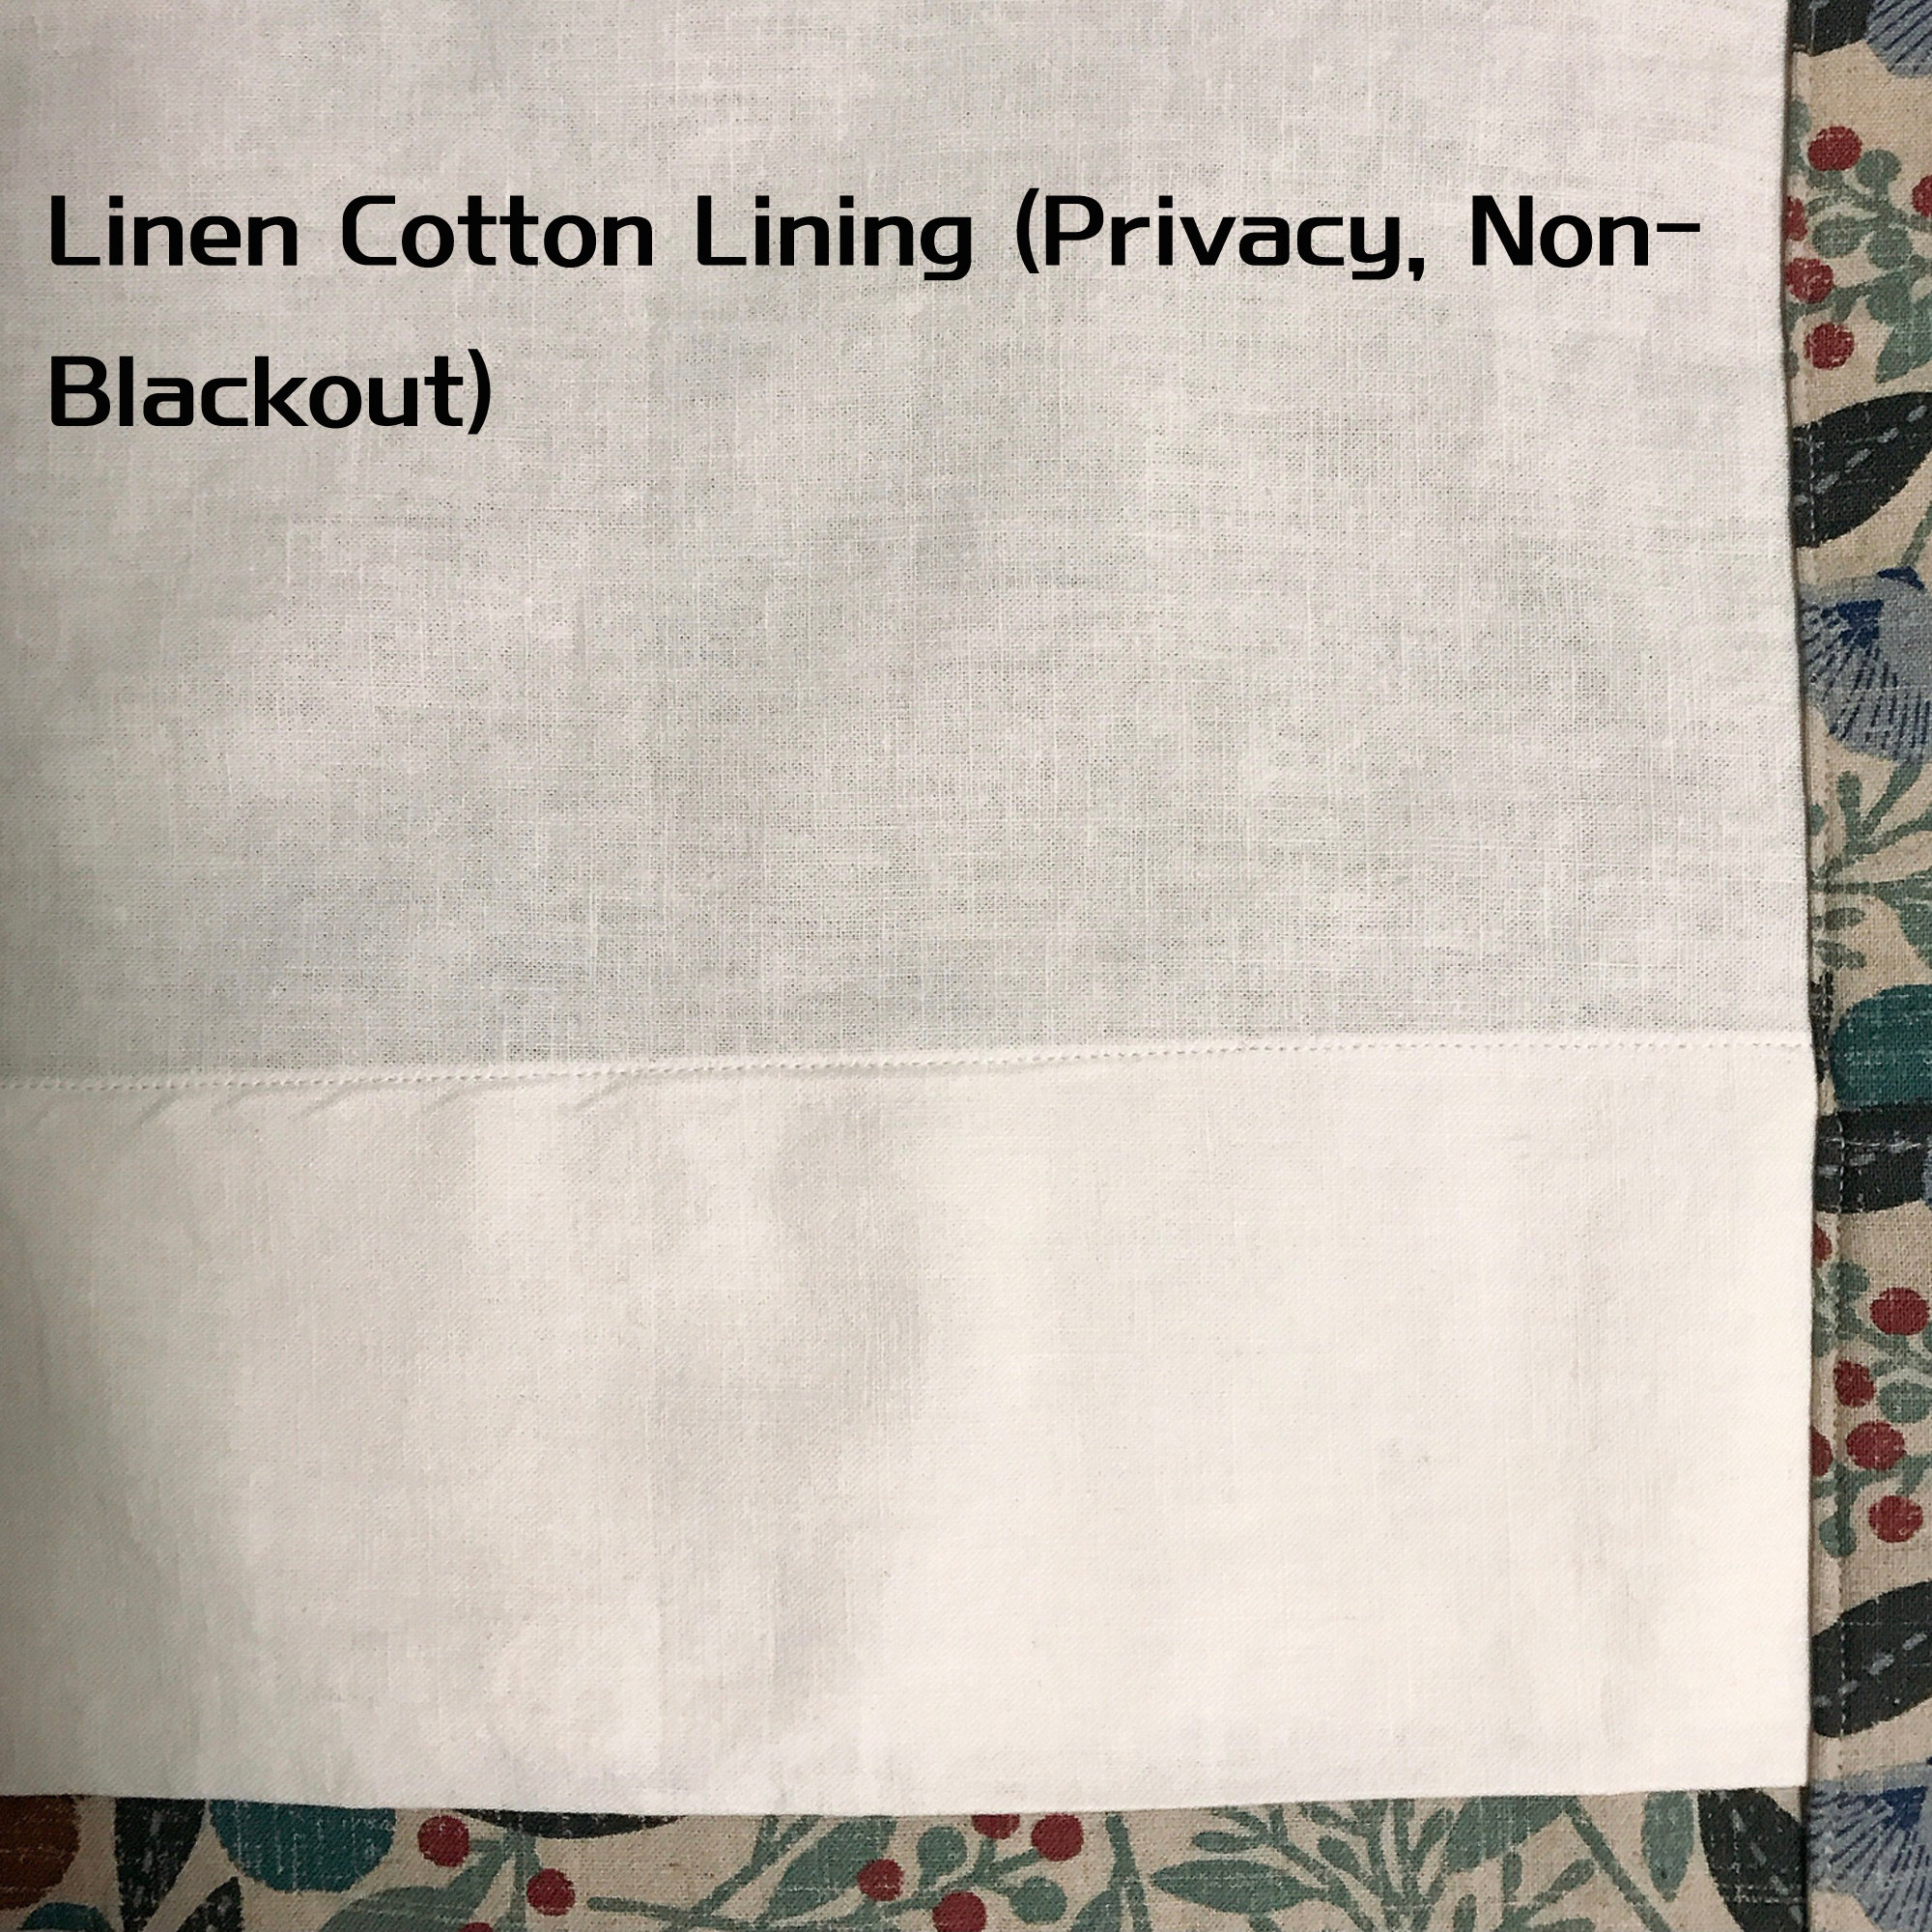 Linen Cotton Lining (Privacy, Non-
Blackout)